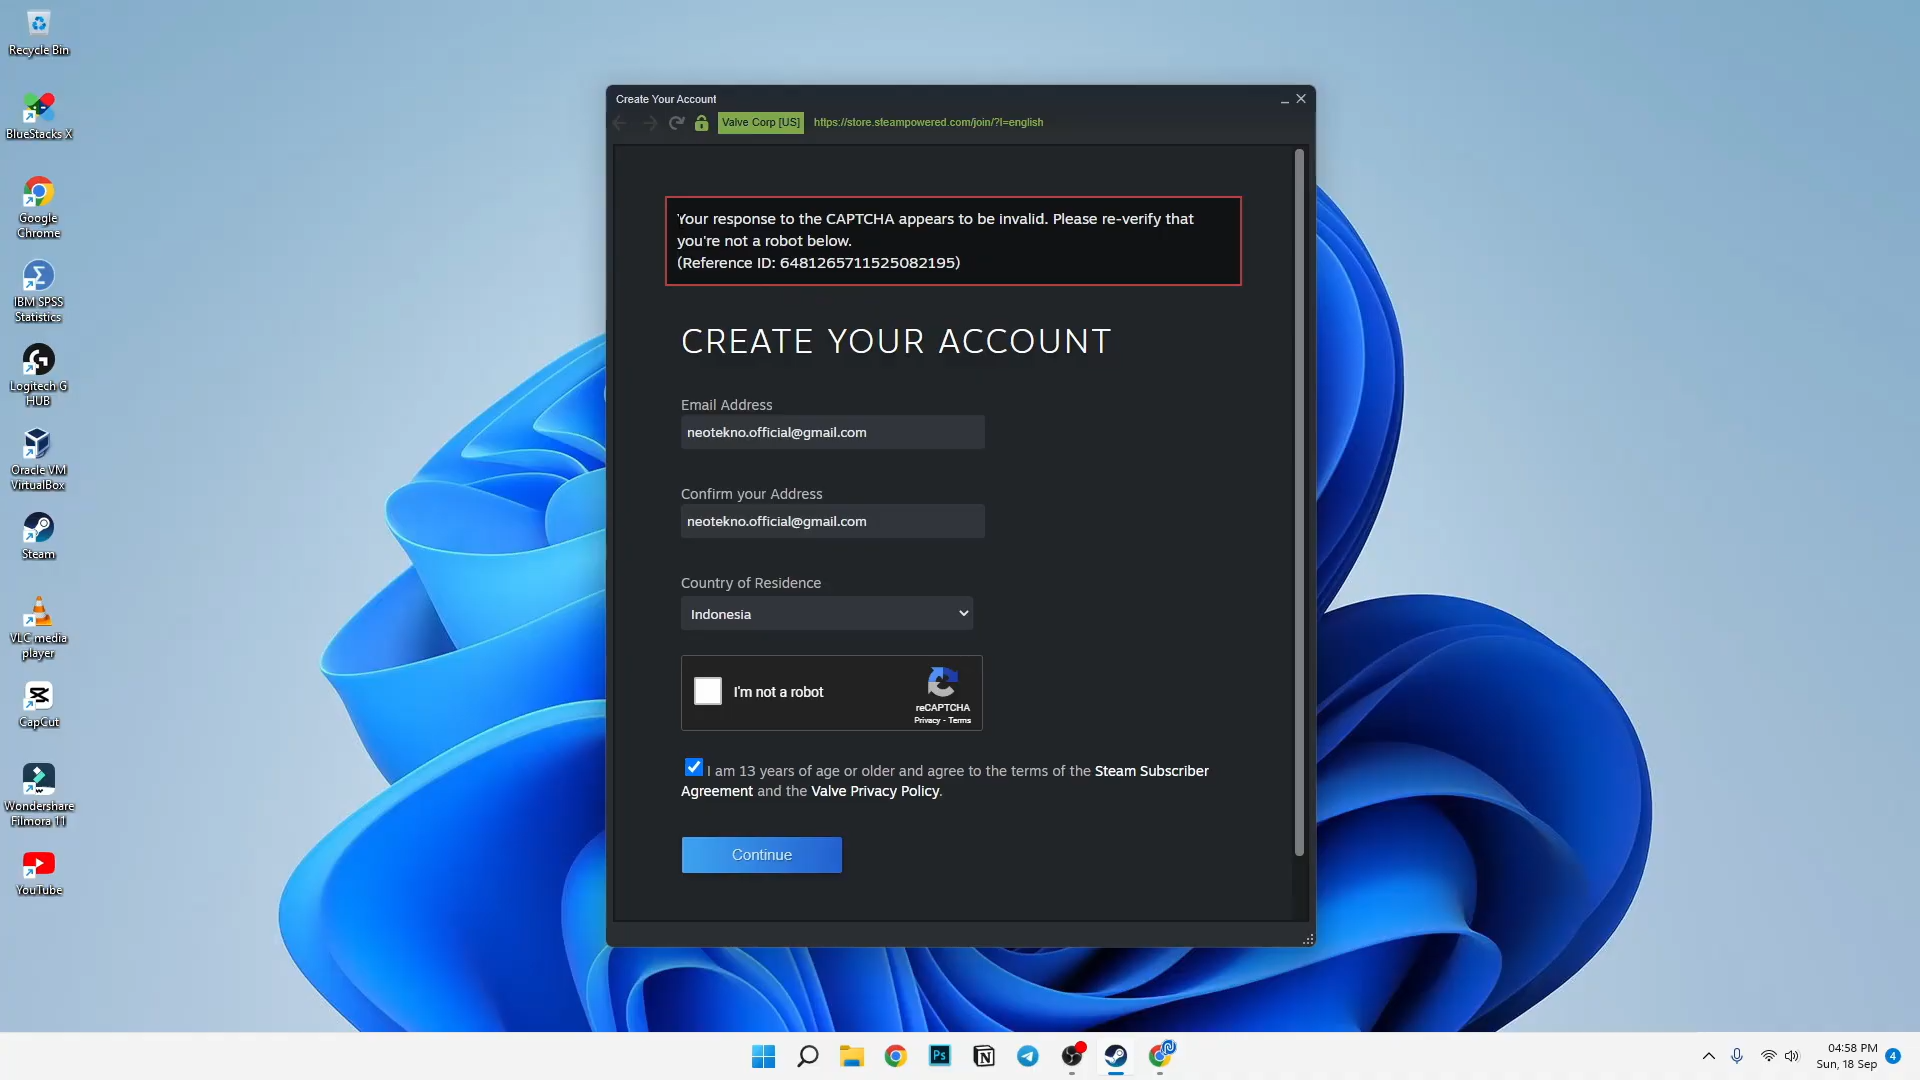 Recycle Bin
BlueStacks X
Google
Chrome
IBM SPSS
Statistics
Logitech G
HUB
Oracle VM
VirtualBox
Steam
VLC media
player
CapCut
Wondershare
Filmora 11
YouTube
Create Your Account
Valve Corp [US] https://store.steampowered.com/join/?l=english
Your response to the CAPTCHA appears to be invalid. Please re-verify that
you're not a robot below.
(Reference ID: 6481265711525082195)
CREATE YOUR ACCOUNT
Email Address
neotekno.official@gmail.com
Confirm your Address
neotekno.official@gmail.com
Country of Residence
Indonesia
I'm not a robot
reCAPTCHA
Privacy - Terms
I am 13 years of age or older and agree to the terms of the Steam Subscriber
Agreement and the Valve Privacy Policy.
Continue
Ps
04:58 PM
Sun, 18 Sep
4